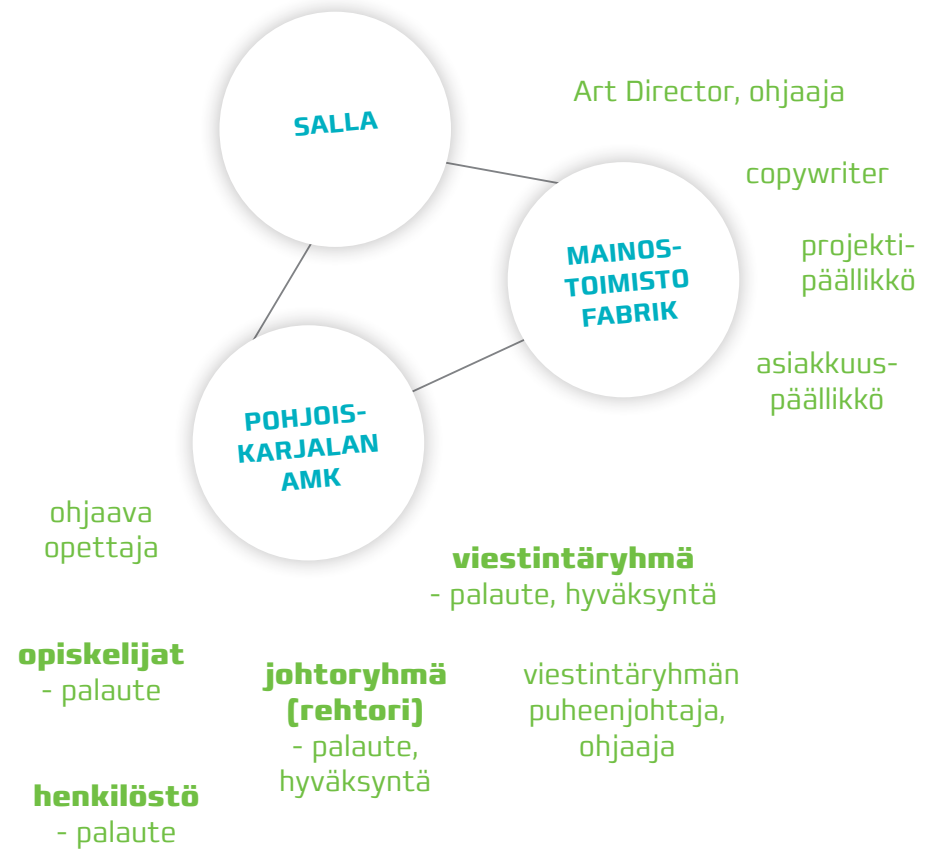 SALLA
Art Director, ohjaaja
copywriter
projekti-
päällikkö
asiakkuus-
päällikkö
MAINOS-
TOIMISTO
FABRIK
POHJOIS-
KARJALAN
AMK
ohjaava
opettaja
viestintäryhmä
- palaute, hyväksyntä
opiskelijat
- palaute
johtoryhmä
(rehtori)
- palaute,
hyväksyntä
viestintäryhmän
puheenjohtaja,
ohjaaja
henkilöstö
- palaute